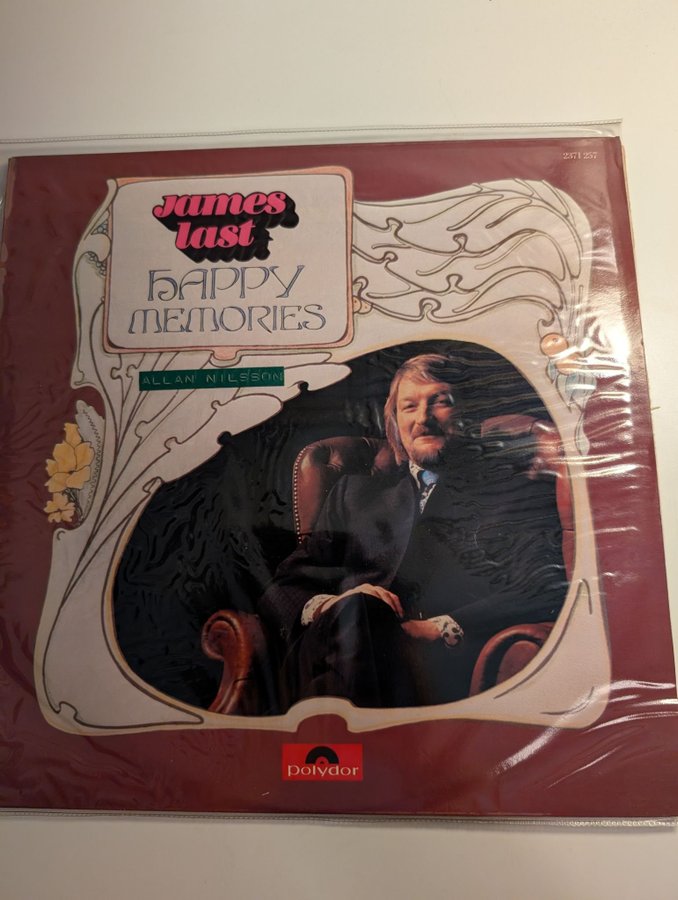 2371 257
James
last
hAPPY
MEMORIES
ALLAN NILSSON
polydor